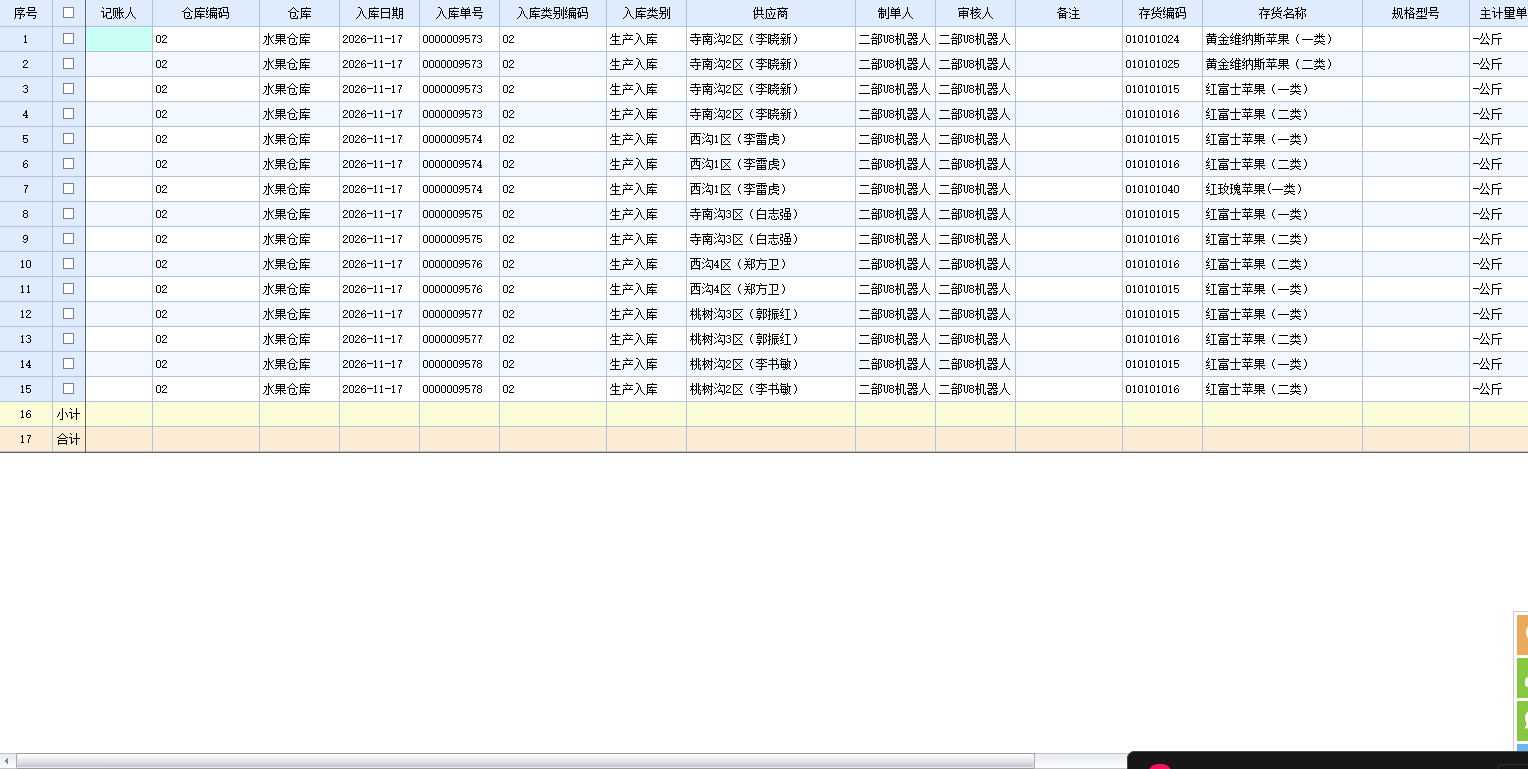 序号 记账人 仓库编码 仓库 入库日期 入库单号 入库类别编码 入库类别 供应商 制单人 审核人 备注 存货编码 存货名称 规格型号 主计量单
1 02 水果仓库 2026-11-17 0000009573 02 生产入库 寺南沟2区（李晓新） 二部U8机器人 二部U8机器人 010101024 黄金维纳斯苹果（一类） -公斤
2 02 水果仓库 2026-11-17 0000009573 02 生产入库 寺南沟2区（李晓新） 二部U8机器人 二部U8机器人 010101025 黄金维纳斯苹果（二类） -公斤
3 02 水果仓库 2026-11-17 0000009573 02 生产入库 寺南沟2区（李晓新） 二部U8机器人 二部U8机器人 010101015 红富士苹果（一类） -公斤
4 02 水果仓库 2026-11-17 0000009573 02 生产入库 寺南沟2区（李晓新） 二部U8机器人 二部U8机器人 010101016 红富士苹果（二类） -公斤
5 02 水果仓库 2026-11-17 0000009574 02 生产入库 西沟1区（李雷虎） 二部U8机器人 二部U8机器人 010101015 红富士苹果（一类） -公斤
6 02 水果仓库 2026-11-17 0000009574 02 生产入库 西沟1区（李雷虎） 二部U8机器人 二部U8机器人 010101016 红富士苹果（二类） -公斤
7 02 水果仓库 2026-11-17 0000009574 02 生产入库 西沟1区（李雷虎） 二部U8机器人 二部U8机器人 010101040 红玫瑰苹果(一类） -公斤
8 02 水果仓库 2026-11-17 0000009575 02 生产入库 寺南沟3区（白志强） 二部U8机器人 二部U8机器人 010101015 红富士苹果（一类） -公斤
9 02 水果仓库 2026-11-17 0000009575 02 生产入库 寺南沟3区（白志强） 二部U8机器人 二部U8机器人 010101016 红富士苹果（二类） -公斤
10 02 水果仓库 2026-11-17 0000009576 02 生产入库 西沟4区（郑方卫） 二部U8机器人 二部U8机器人 010101016 红富士苹果（二类） -公斤
11 02 水果仓库 2026-11-17 0000009576 02 生产入库 西沟4区（郑方卫） 二部U8机器人 二部U8机器人 010101015 红富士苹果（一类） -公斤
12 02 水果仓库 2026-11-17 0000009577 02 生产入库 桃树沟3区（郭振红） 二部U8机器人 二部U8机器人 010101015 红富士苹果（一类） -公斤
13 02 水果仓库 2026-11-17 0000009577 02 生产入库 桃树沟3区（郭振红） 二部U8机器人 二部U8机器人 010101016 红富士苹果（二类） -公斤
14 02 水果仓库 2026-11-17 0000009578 02 生产入库 桃树沟2区（李书敏） 二部U8机器人 二部U8机器人 010101015 红富士苹果（一类） -公斤
15 02 水果仓库 2026-11-17 0000009578 02 生产入库 桃树沟2区（李书敏） 二部U8机器人 二部U8机器人 010101016 红富士苹果（二类） -公斤
16 小计
17 合计